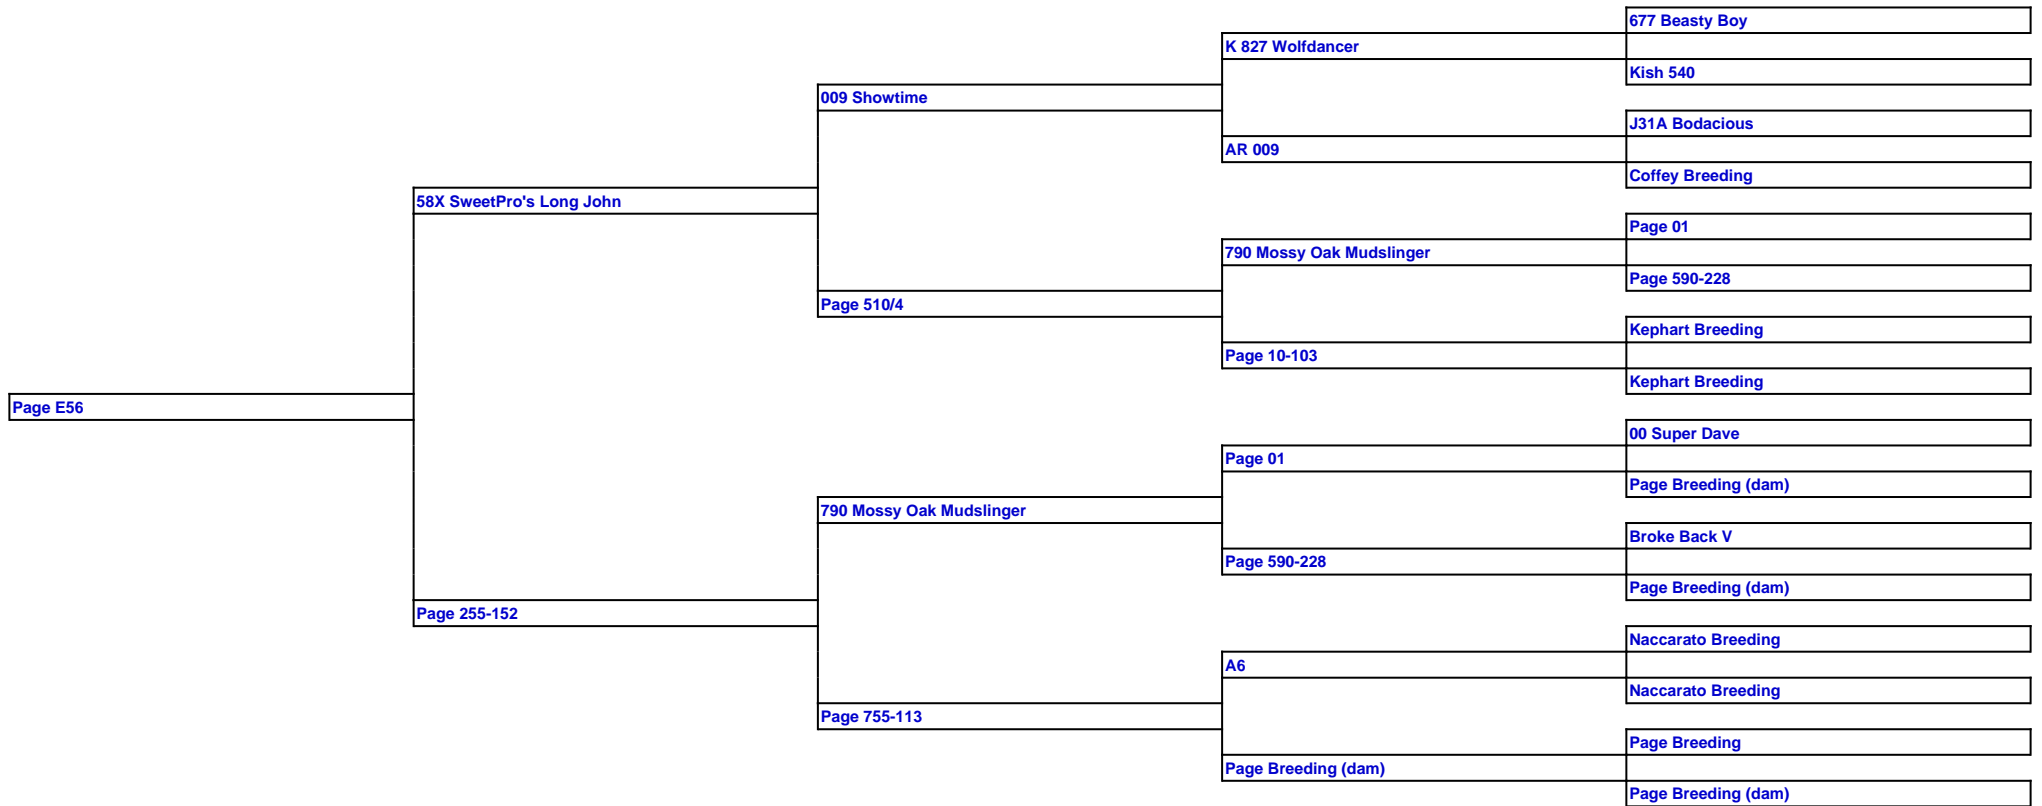 677 Beasty Boy
K 827 Wolfdancer
Kish 540
009 Showtime
J31A Bodacious
AR 009
Coffey Breeding
58X SweetPro's Long John
Page 01
790 Mossy Oak Mudslinger
Page 590-228
Page 510/4
Kephart Breeding
Page 10-103
Kephart Breeding
Page E56
00 Super Dave
Page 01
Page Breeding (dam)
790 Mossy Oak Mudslinger
Broke Back V
Page 590-228
Page Breeding (dam)
Page 255-152
Naccarato Breeding
A6
Naccarato Breeding
Page 755-113
Page Breeding
Page Breeding (dam)
Page Breeding (dam)